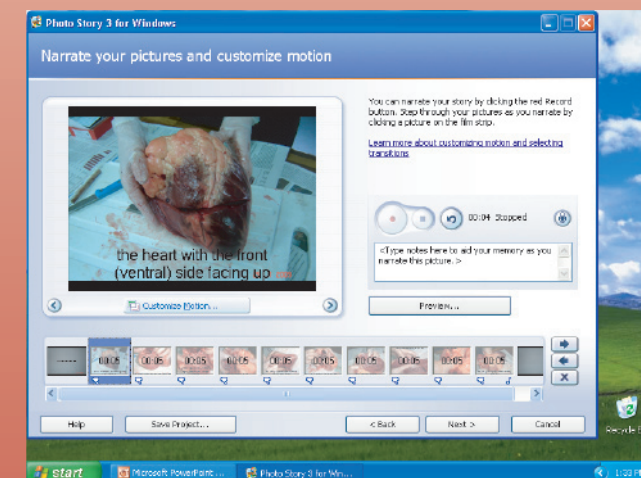 Photo Story 3 for Windows
Narrate your pictures and customize motion
You can narrate your story by clicking the red Record
button. Step through your pictures as you narrate by
clicking a picture on the film strip.
Learn more about customizing motion and selecting
transitions
00:04 Stopped
<Type notes here to aid your memory as you
narrate this picture. >
the heart with the front
(ventral) side facing up
Customize Motion...
Preview...
00:05 00:05 00:05 00:05 00:05 00:05 00:05 00:05 00:05 00:05
Help Save Project... < Back Next > Cancel
Recycle
start Microsoft PowerPoint ... Photo Story 3 for Win... 1:33 PM